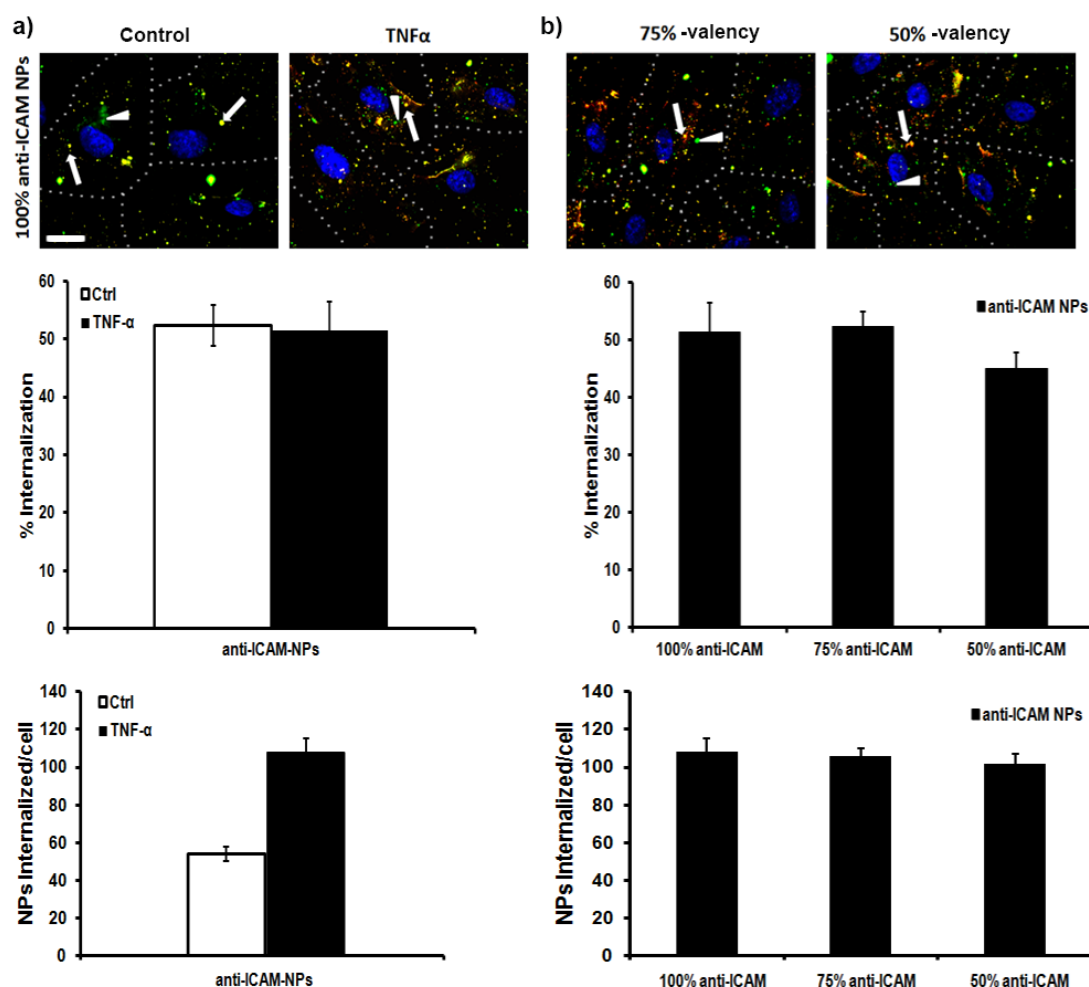 a)
Control
TNFα
100% anti-ICAM NPs
b)
75% -valency
50% -valency
% Internalization
60
50
40
30
20
10
0
Ctrl
TNF-α
anti-ICAM-NPs
% Internalization
60
50
40
30
20
10
0
anti-ICAM NPs
100% anti-ICAM
75% anti-ICAM
50% anti-ICAM
NPs Internalized/cell
140
120
100
80
60
40
20
0
Ctrl
TNF-α
anti-ICAM-NPs
NPs Internalized/cell
140
120
100
80
60
40
20
0
anti-ICAM NPs
100% anti-ICAM
75% anti-ICAM
50% anti-ICAM